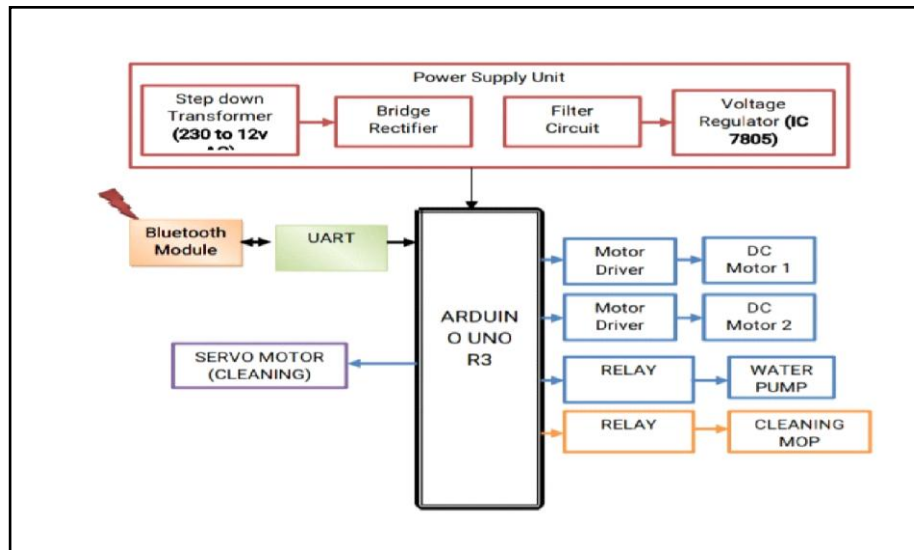 Power Supply Unit
Step down
Transformer
(230 to 12v
Bridge
Rectifier
Filter
Circuit
Voltage
Regulator (IC
7805)
Bluetooth
Module
UART
ARDUIN
O UNO
R3
Motor
Driver
DC
Motor 1
Motor
Driver
DC
Motor 2
SERVO MOTOR
(CLEANING)
RELAY
WATER
PUMP
RELAY
CLEANING
MOP